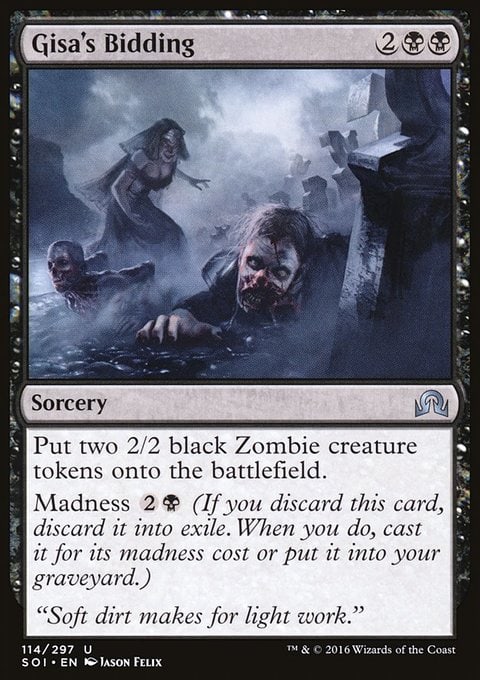 Gisa's Bidding 2
Sorcery
Put two 2/2 black Zombie creature
tokens onto the battlefield.
Madness 2 (If you discard this card,
discard it into exile. When you do, cast
it for its madness cost or put it into your
graveyard.)
“Soft dirt makes for light work.”
114/297 U
SOI • EN Jason Felix
™ & © 2016 Wizards of the Coast